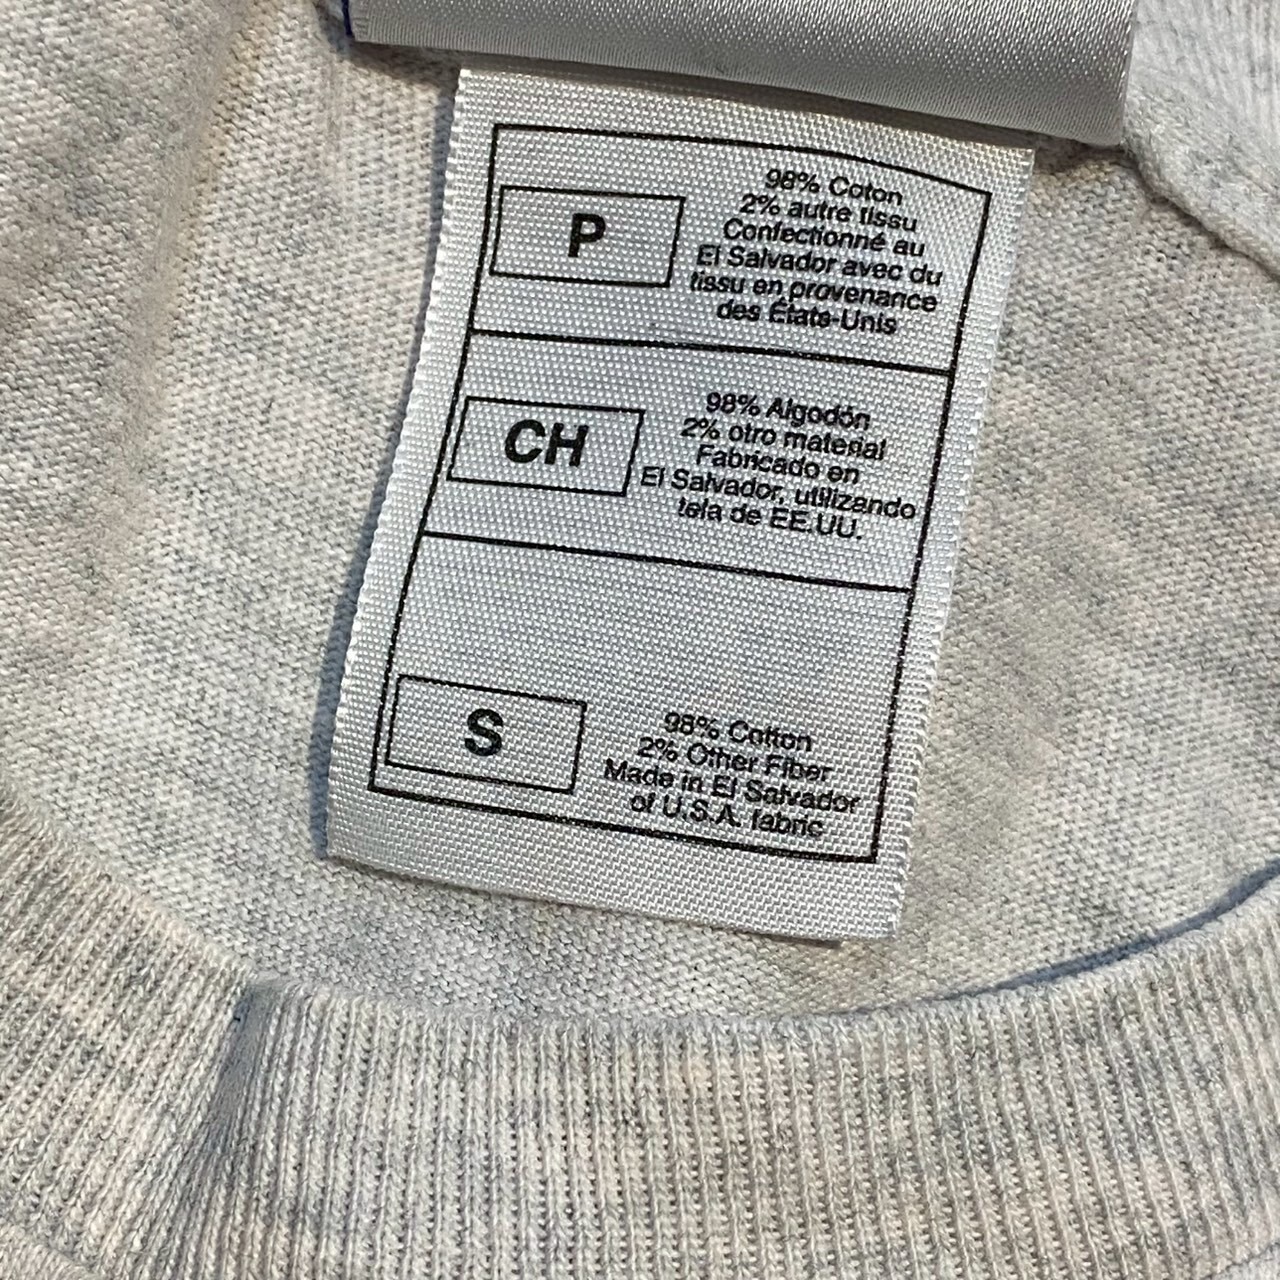 P
98% Coton
2% autre tissu
Confectionné au
El Salvador avec du
tissu en provenance
des États-Unis
CH
98% Algodón
2% otro material
Fabricado en
El Salvador, utilizando
tela de EE.UU.
S
98% Cotton
2% Other Fiber
Made in El Salvador
of U.S.A. fabric